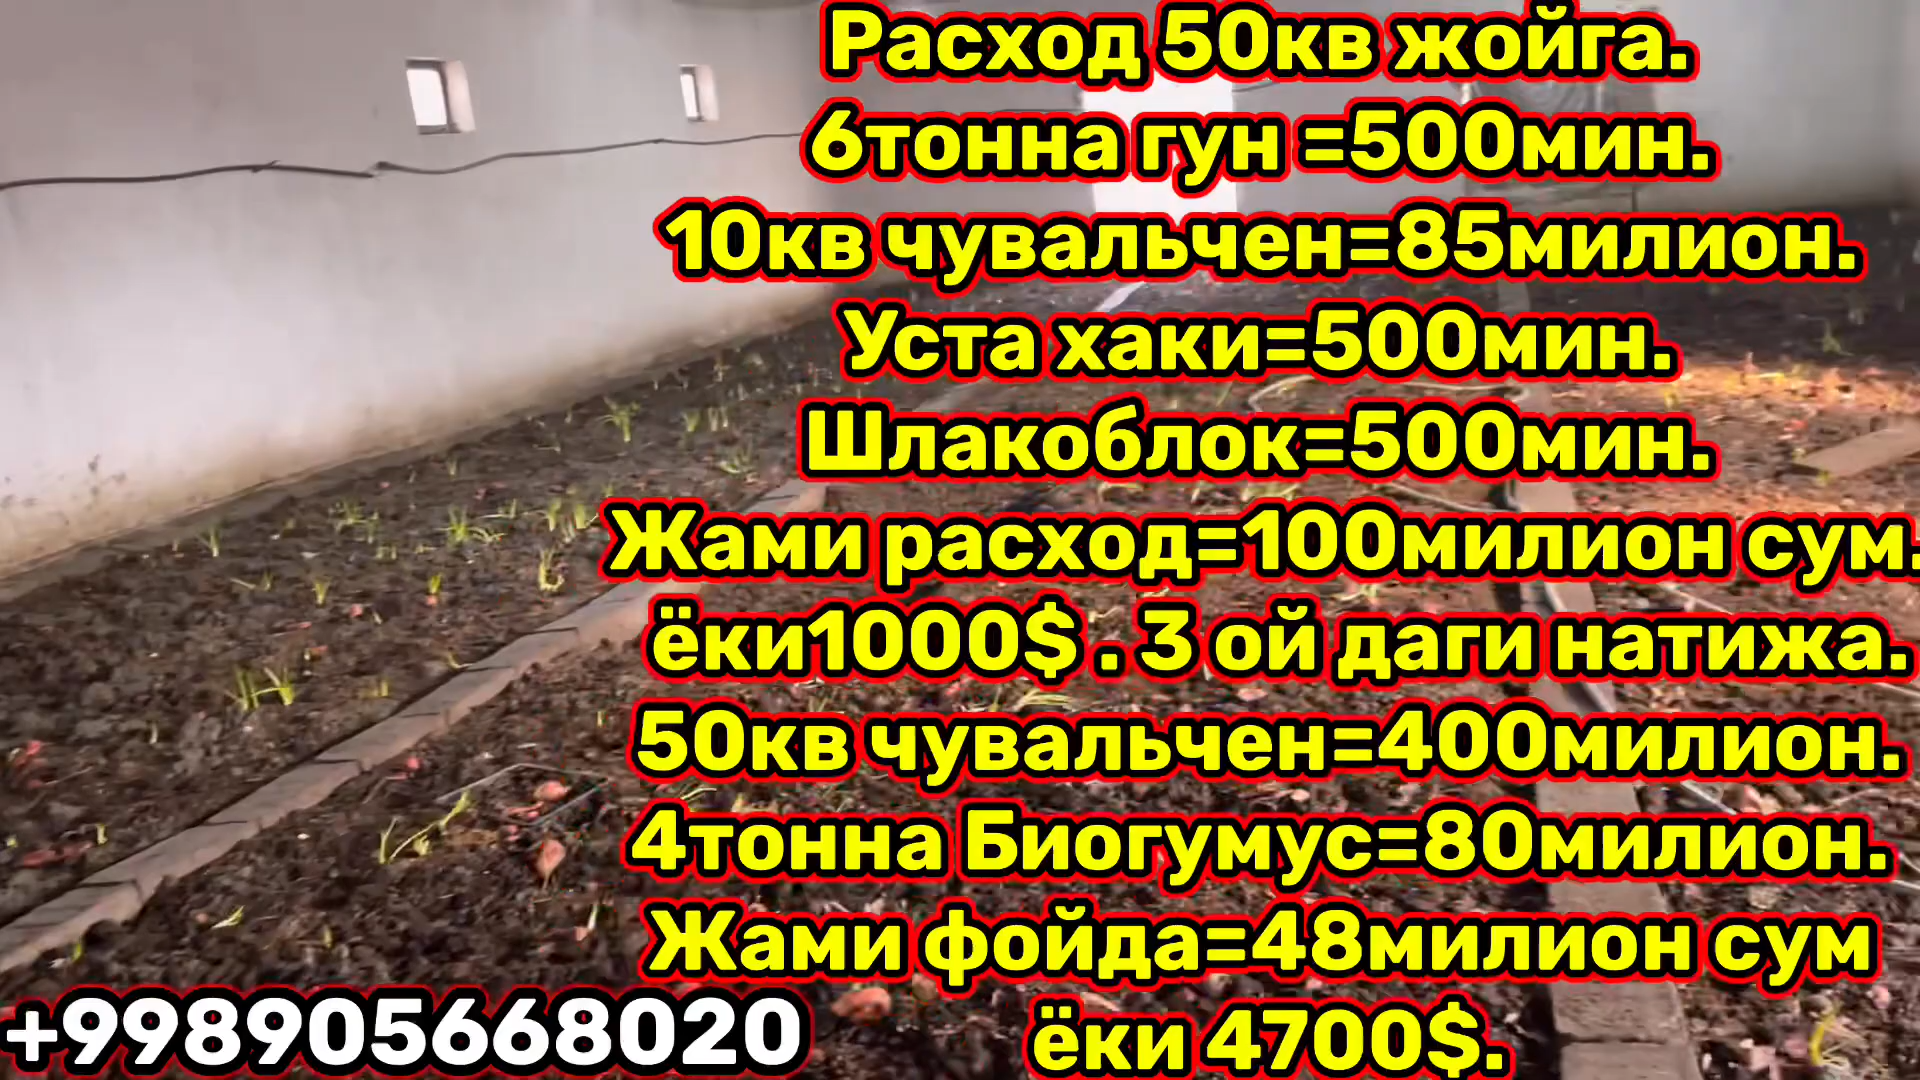 Расход 50кв жойга.
6тонна гун =500мин.
10кв чувальчен=85милион.
Уста хаки=500мин.
Шлакоблок=500мин.
Жами расход=100милион сум.
ёки1000$ . 3 ой даги натижа.
50кв чувальчен=400милион.
4тонна Биогумус=80милион.
Жами фойда=48милион сум
ёки 4700$.
+998905668020